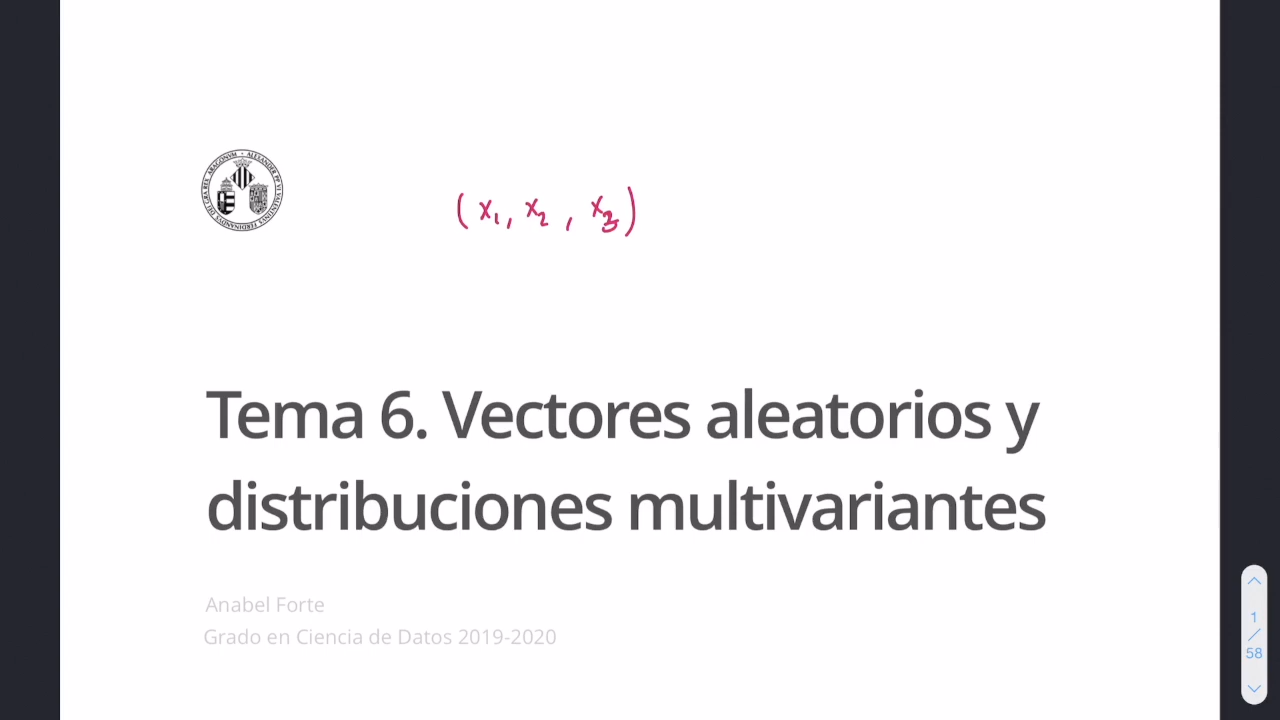 (x₁, x₂, x₃)
Tema 6. Vectores aleatorios y
distribuciones multivariantes
Anabel Forte
Grado en Ciencia de Datos 2019-2020
1
/
58